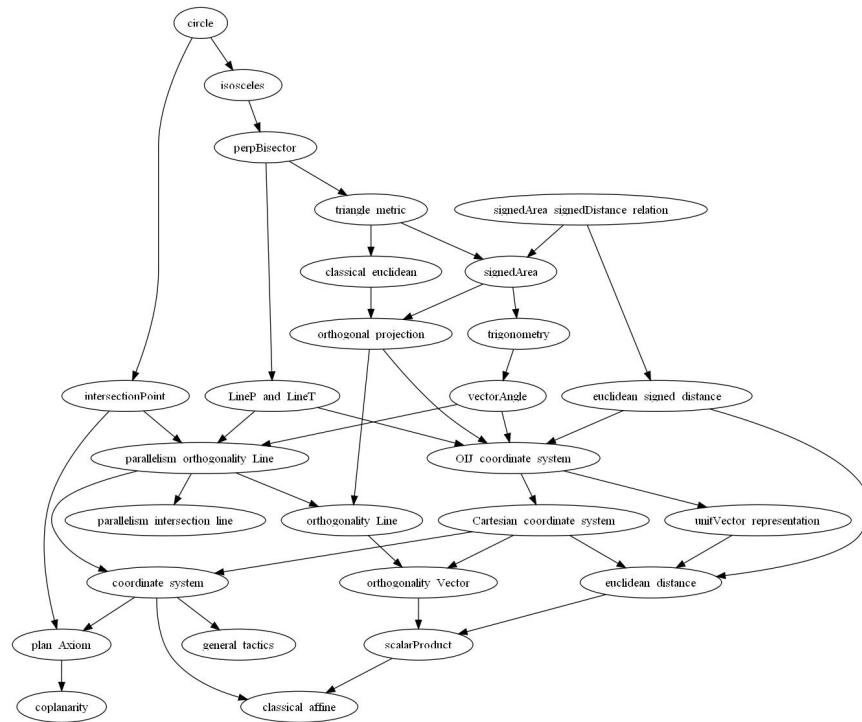 circle
isosceles
perpBisector
triangle metric
signedArea signedDistance relation
classical euclidean
signedArea
orthogonal projection
trigonometry
intersectionPoint
LineP and LineT
vectorAngle
euclidean signed distance
parallelism orthogonality Line
OIJ coordinate system
parallelism intersection line
orthogonality Line
Cartesian coordinate system
unitVector representation
coordinate system
orthogonality Vector
euclidean distance
plan Axiom
general tactics
scalarProduct
coplanarity
classical affine